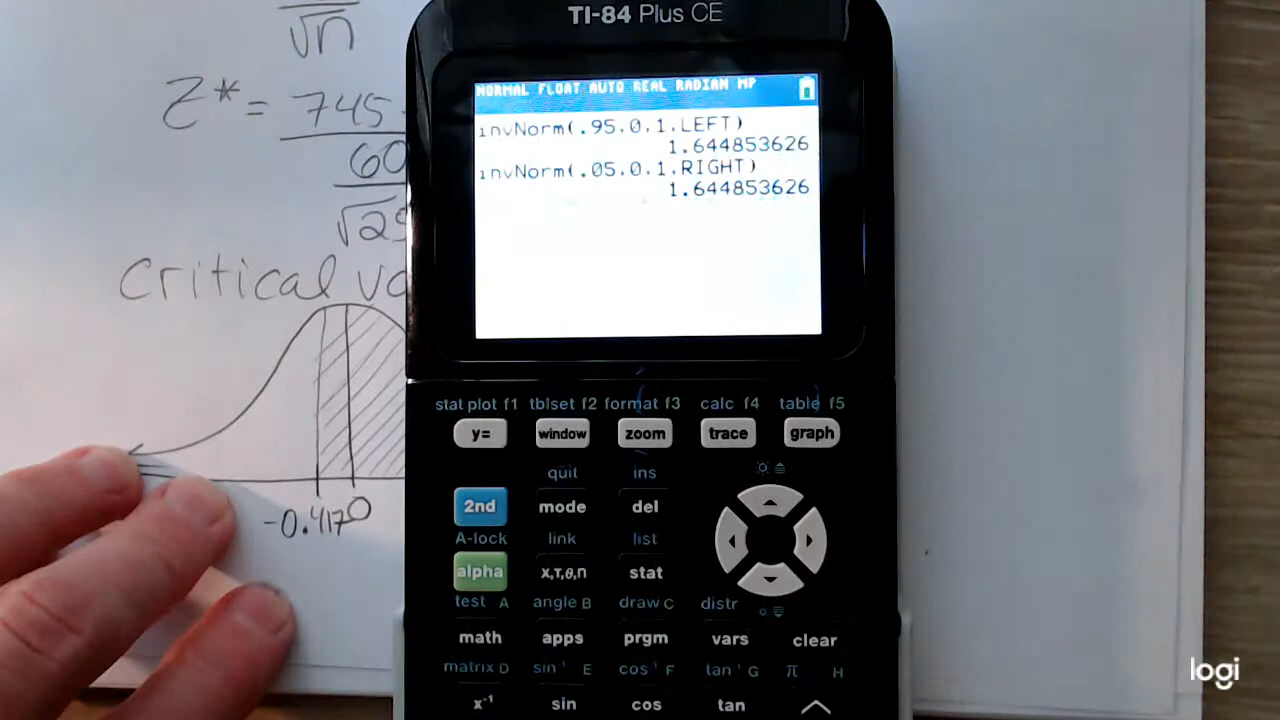 TI-84 Plus CE
√n
Z* = 745
60
√25
Critical va
-0.417 0
NORMAL FLOAT AUTO REAL RADIAN MP
invNorm(.95,0,1,LEFT)
1.644853626
invNorm(.05,0,1,RIGHT)
1.644853626
stat plot f1 tblset f2 format f3 calc f4 table f5
y= window zoom trace graph
quit ins
2nd mode del
A-lock link list
alpha x,T,θ,n stat
test A angle B draw C distr
math apps prgm vars clear
matrix D sin⁻¹ E cos⁻¹ F tan⁻¹ G π H
x⁻¹ sin cos tan ^
logi